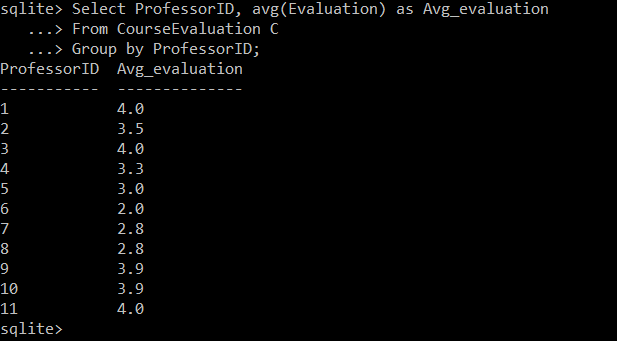 sqlite> Select ProfessorID, avg(Evaluation) as Avg_evaluation
   ...> From CourseEvaluation C
   ...> Group by ProfessorID;
ProfessorID  Avg_evaluation
-----------  --------------
1            4.0
2            3.5
3            4.0
4            3.3
5            3.0
6            2.0
7            2.8
8            2.8
9            3.9
10           3.9
11           4.0
sqlite>